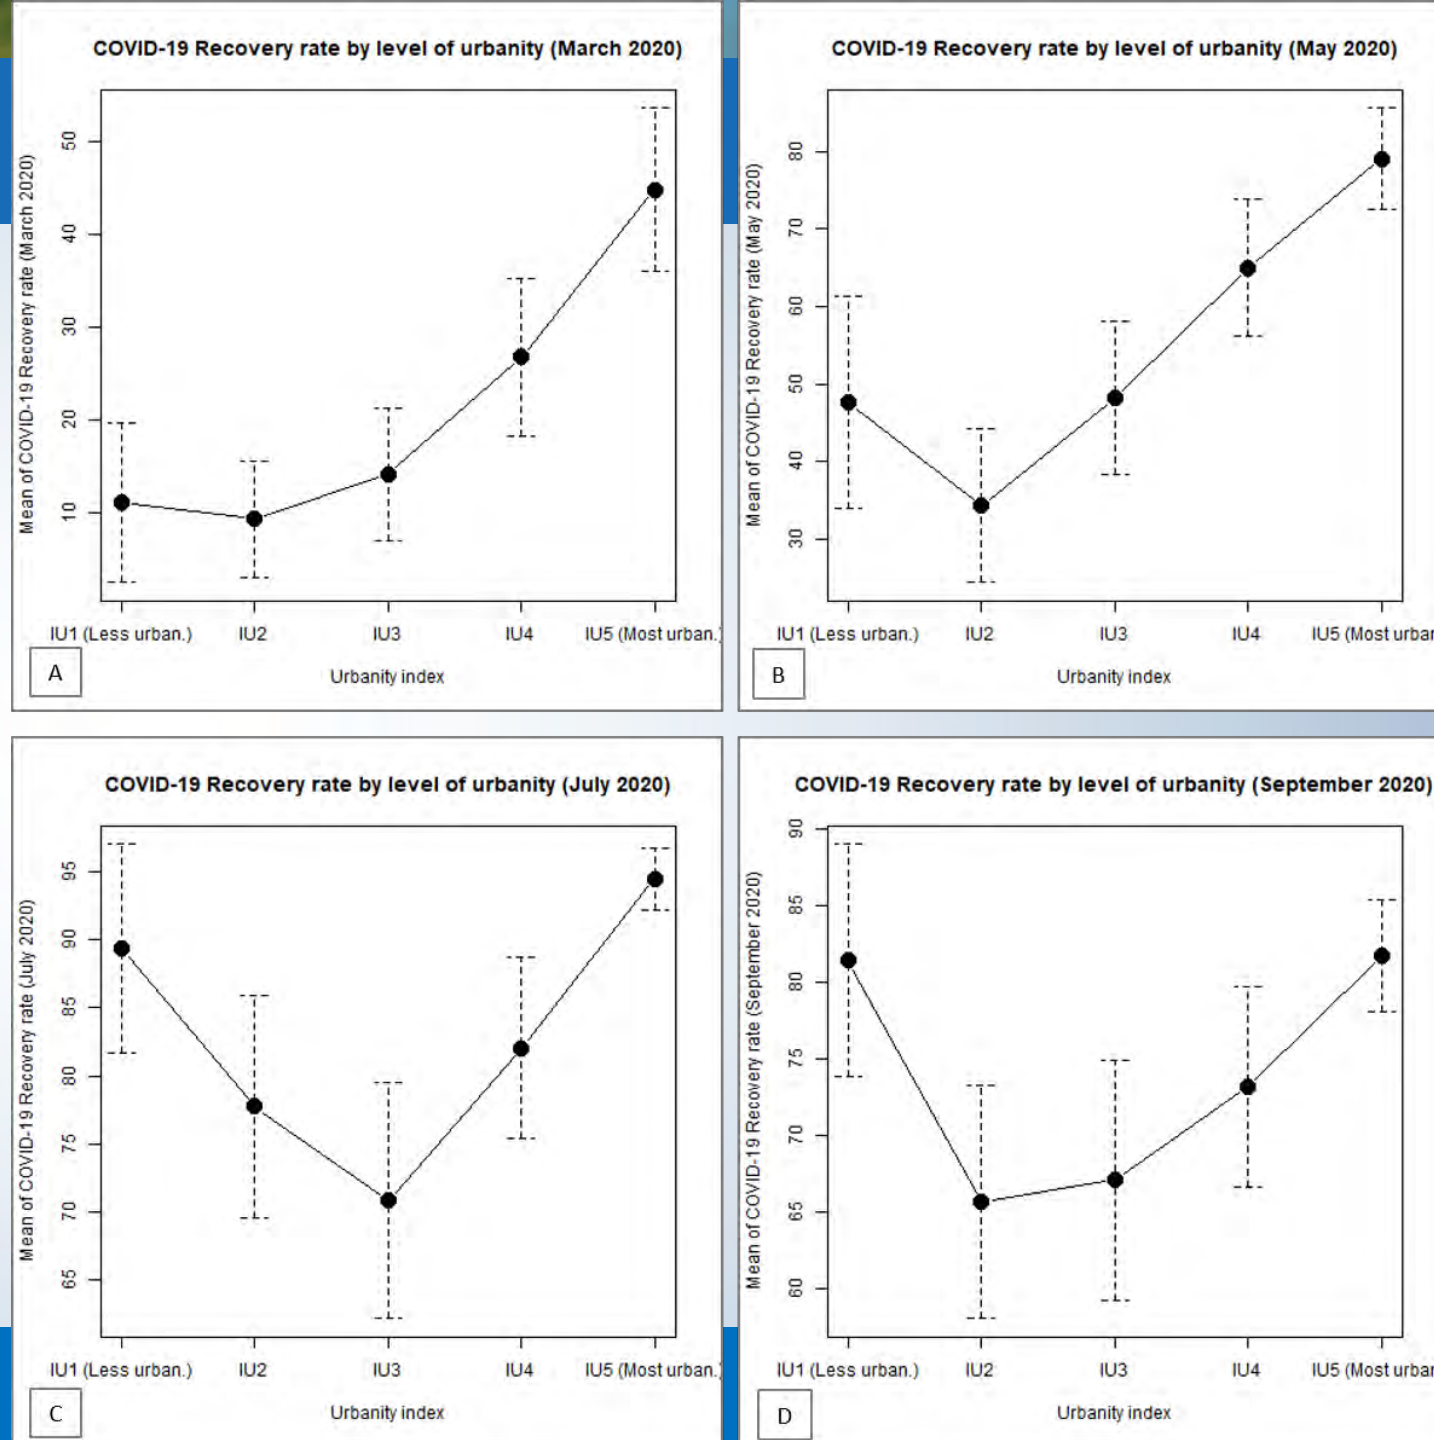 COVID-19 Recovery rate by level of urbanity (March 2020)
Mean of COVID-19 Recovery rate (March 2020)
50
40
30
20
10
IU1 (Less urban.) IU2 IU3 IU4 IU5 (Most urban.)
Urbanity index
A
COVID-19 Recovery rate by level of urbanity (May 2020)
Mean of COVID-19 Recovery rate (May 2020)
80
70
60
50
40
30
IU1 (Less urban.) IU2 IU3 IU4 IU5 (Most urbar
Urbanity index
B
COVID-19 Recovery rate by level of urbanity (July 2020)
Mean of COVID-19 Recovery rate (July 2020)
95
90
85
80
75
70
65
IU1 (Less urban.) IU2 IU3 IU4 IU5 (Most urban.)
Urbanity index
C
COVID-19 Recovery rate by level of urbanity (September 2020)
Mean of COVID-19 Recovery rate (September 2020)
90
85
80
75
70
65
60
IU1 (Less urban.) IU2 IU3 IU4 IU5 (Most urbar
Urbanity index
D